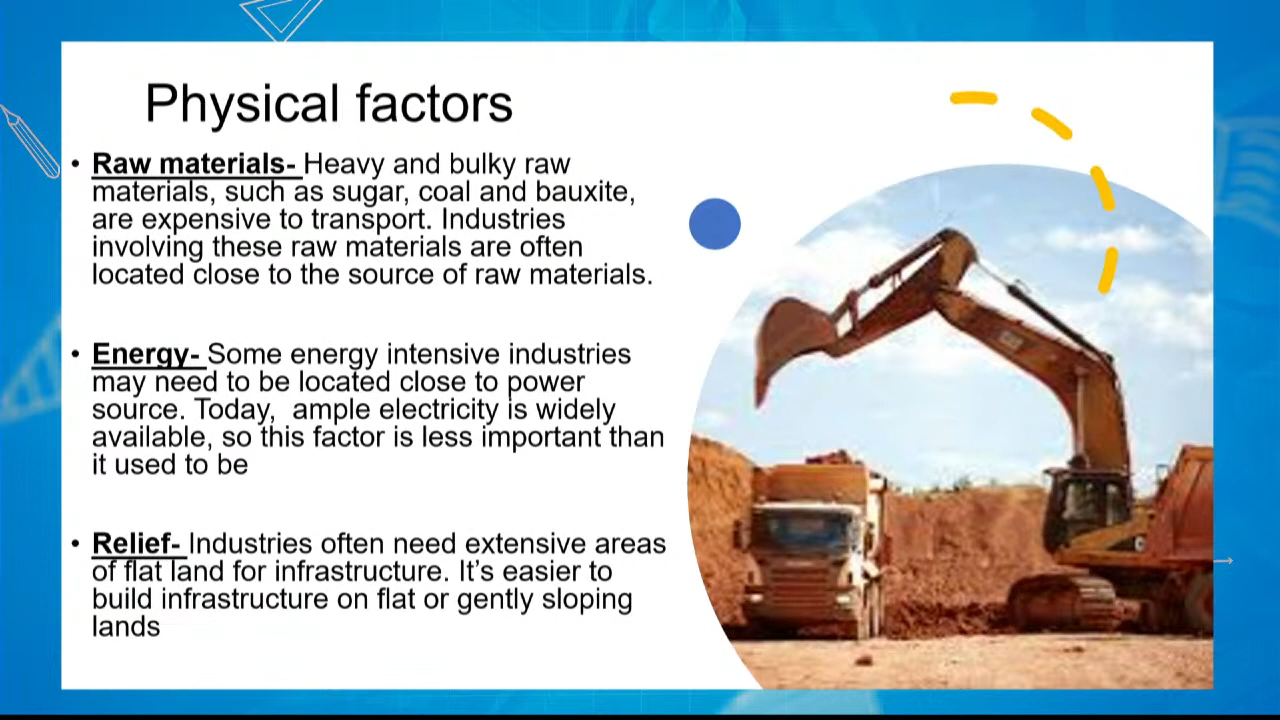 Physical factors
• Raw materials- Heavy and bulky raw
materials, such as sugar, coal and bauxite,
are expensive to transport. Industries
involving these raw materials are often
located close to the source of raw materials.
• Energy- Some energy intensive industries
may need to be located close to power
source. Today,  ample electricity is widely
available, so this factor is less important than
it used to be
• Relief- Industries often need extensive areas
of flat land for infrastructure. It’s easier to
build infrastructure on flat or gently sloping
lands